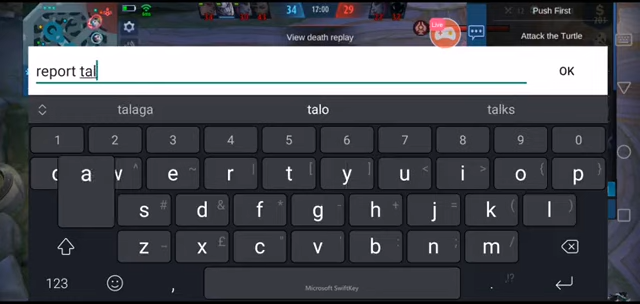 34 17:00 29
Push First
Live
View death replay
Attack the Turtle
report tal
OK
talaga talo talks
1 2 3 4 5 6 7 8 9 0
a w ^ e ~ r | t [ y ] u < i > o { p }
s # d & f * g - h + j = k ( l )
z x £ c " v b n m /
123 , Microsoft SwiftKey . ,!?